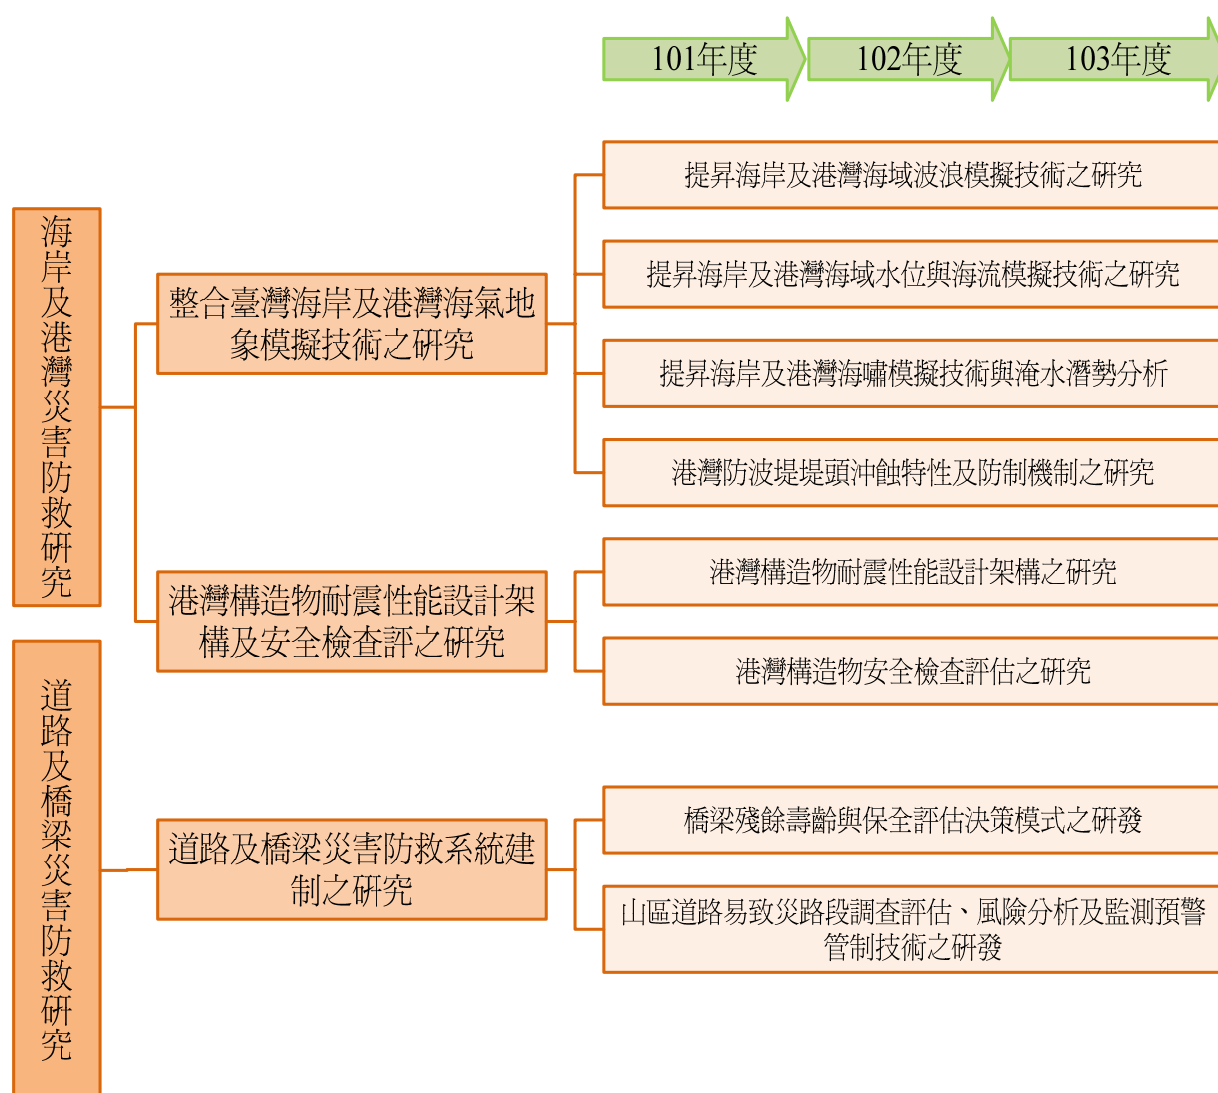 101年度
102年度
103年度
海岸及港灣災害防救研究
整合臺灣海岸及港灣海氣地
象模擬技術之研究
提昇海岸及港灣海域波浪模擬技術之研究
提昇海岸及港灣海域水位與海流模擬技術之研究
提昇海岸及港灣海嘯模擬技術與淹水潛勢分析
港灣防波堤堤頭沖蝕特性及防制機制之研究
港灣構造物耐震性能設計架
構及安全檢查評之研究
港灣構造物耐震性能設計架構之研究
港灣構造物安全檢查評估之研究
道路及橋梁災害防救研究
道路及橋梁災害防救系統建
制之研究
橋梁殘餘壽齡與保全評估決策模式之研發
山區道路易致災路段調查評估、風險分析及監測預警
管制技術之研發